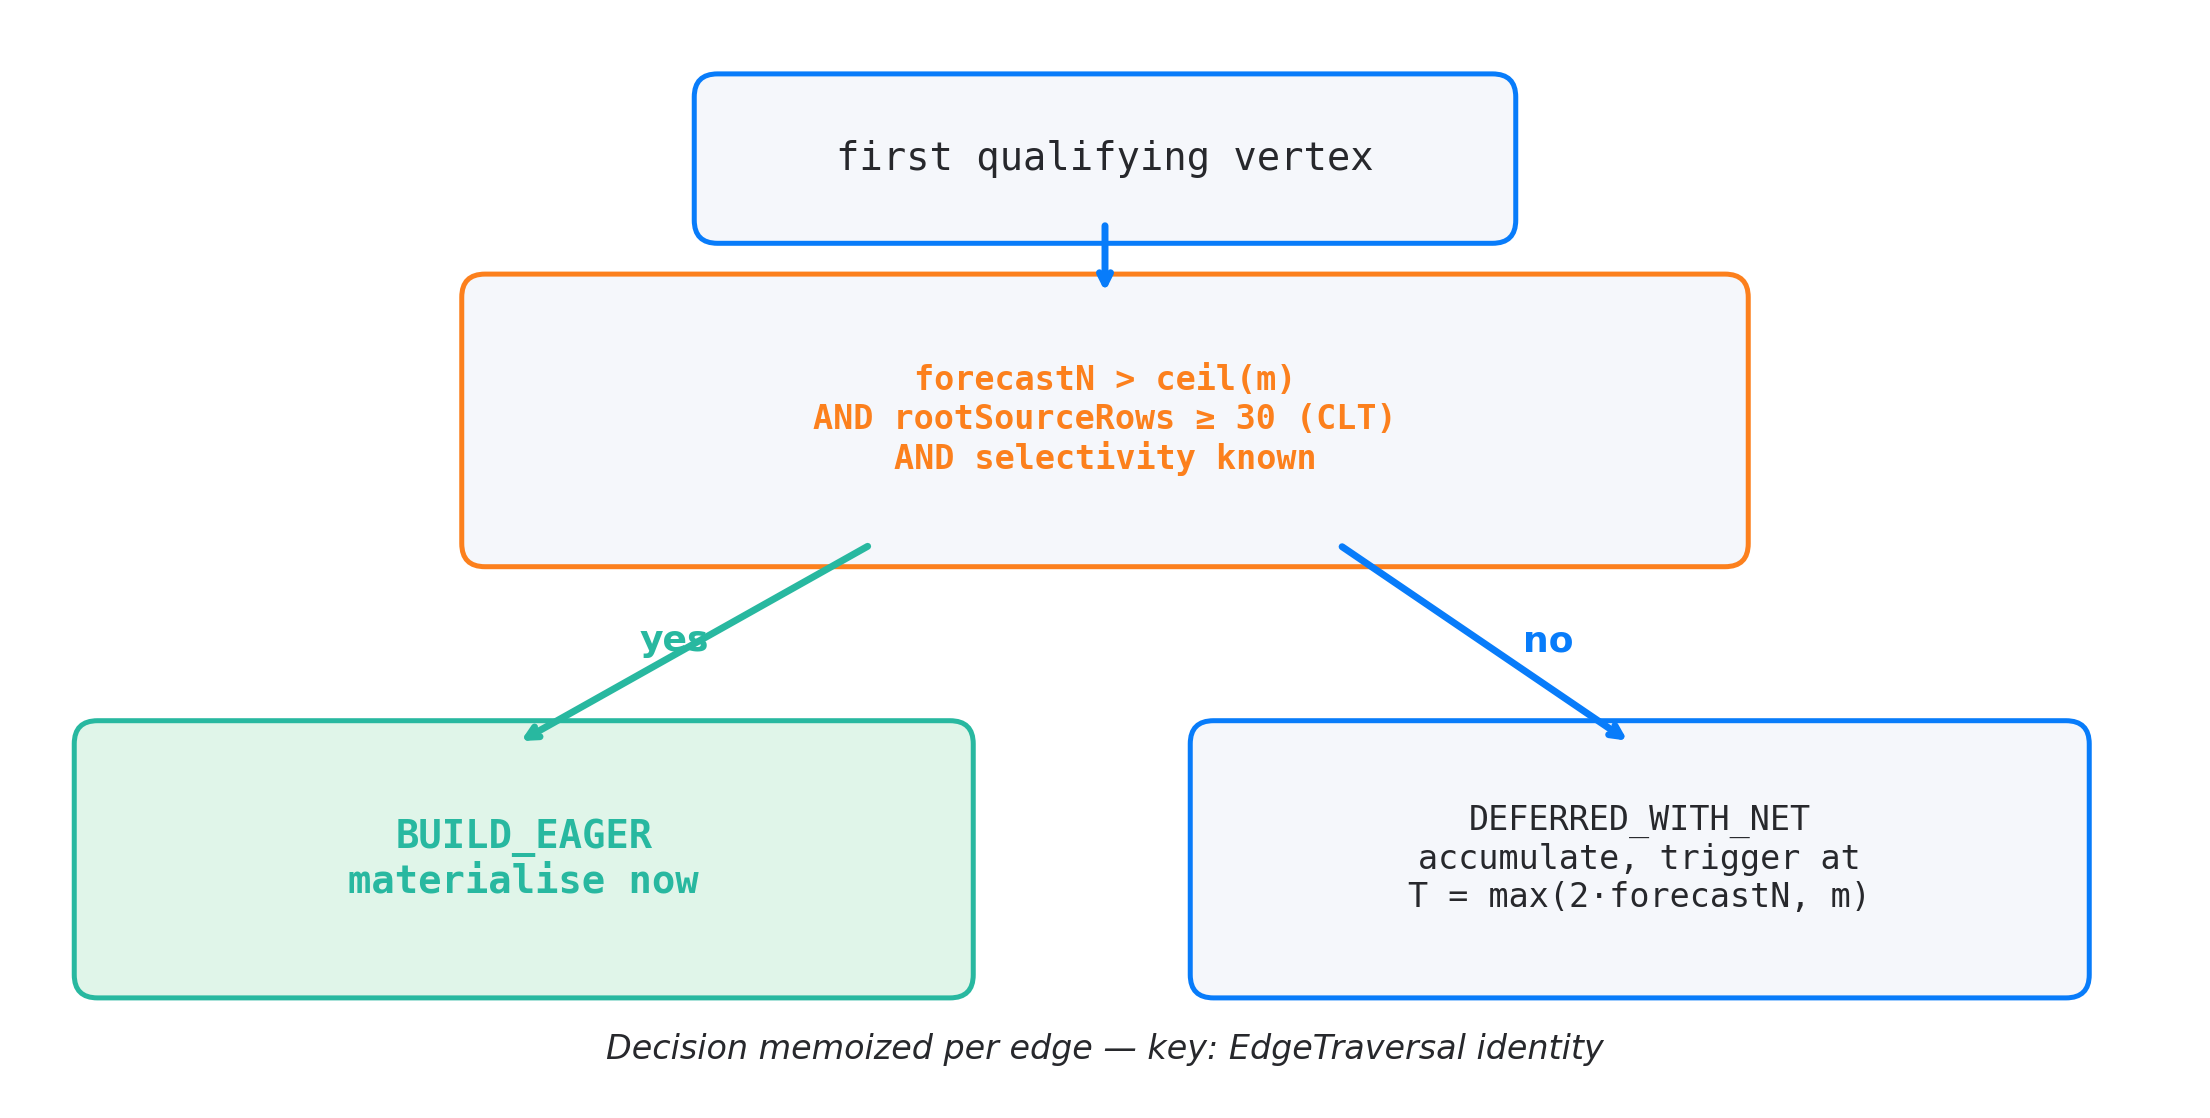 first qualifying vertex
forecastN > ceil(m)
AND rootSourceRows ≥ 30 (CLT)
AND selectivity known
yes
no
BUILD_EAGER
materialise now
DEFERRED_WITH_NET
accumulate, trigger at
T = max(2·forecastN, m)
Decision memoized per edge — key: EdgeTraversal identity